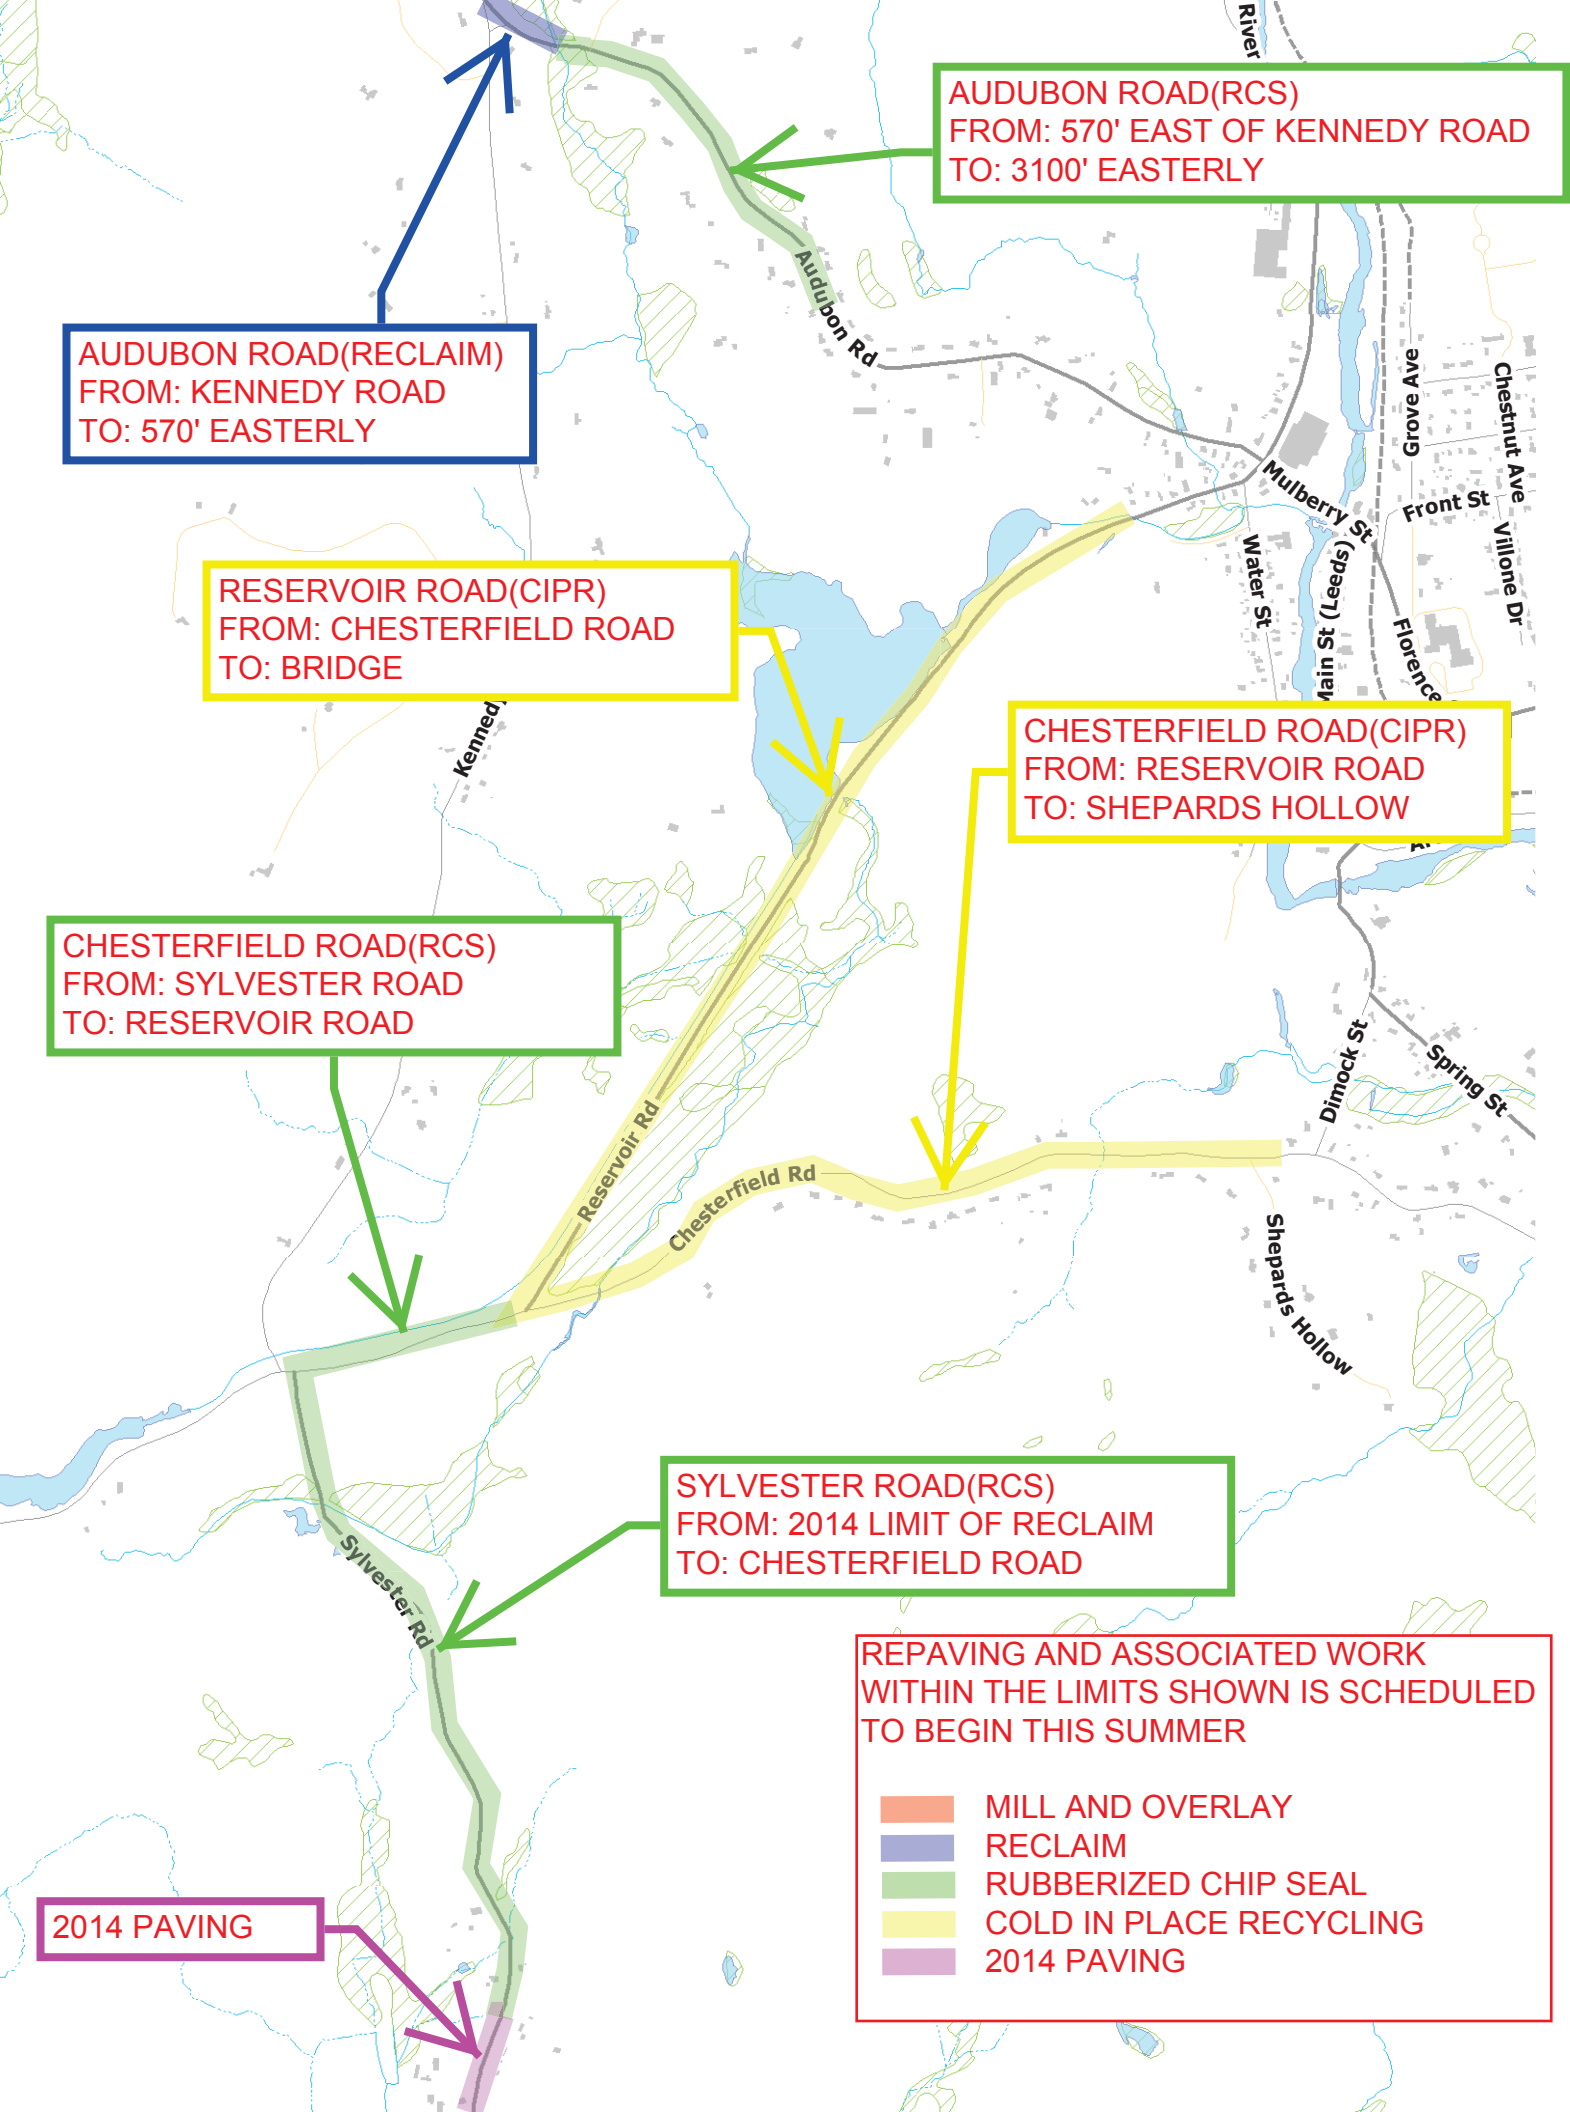 River
AUDUBON ROAD(RCS)
FROM: 570' EAST OF KENNEDY ROAD
TO: 3100' EASTERLY
Audubon Rd
AUDUBON ROAD(RECLAIM)
FROM: KENNEDY ROAD
TO: 570' EASTERLY
Grove Ave
Chestnut Ave
Mulberry St
Front St
Villone Dr
Water St
Main St (Leeds)
Florence
RESERVOIR ROAD(CIPR)
FROM: CHESTERFIELD ROAD
TO: BRIDGE
Kennedy
CHESTERFIELD ROAD(CIPR)
FROM: RESERVOIR ROAD
TO: SHEPARDS HOLLOW
CHESTERFIELD ROAD(RCS)
FROM: SYLVESTER ROAD
TO: RESERVOIR ROAD
Dimock St
Spring St
Reservoir Rd
Chesterfield Rd
Shepards Hollow
SYLVESTER ROAD(RCS)
FROM: 2014 LIMIT OF RECLAIM
TO: CHESTERFIELD ROAD
Sylvester Rd
REPAVING AND ASSOCIATED WORK
WITHIN THE LIMITS SHOWN IS SCHEDULED
TO BEGIN THIS SUMMER
MILL AND OVERLAY
RECLAIM
RUBBERIZED CHIP SEAL
COLD IN PLACE RECYCLING
2014 PAVING
2014 PAVING